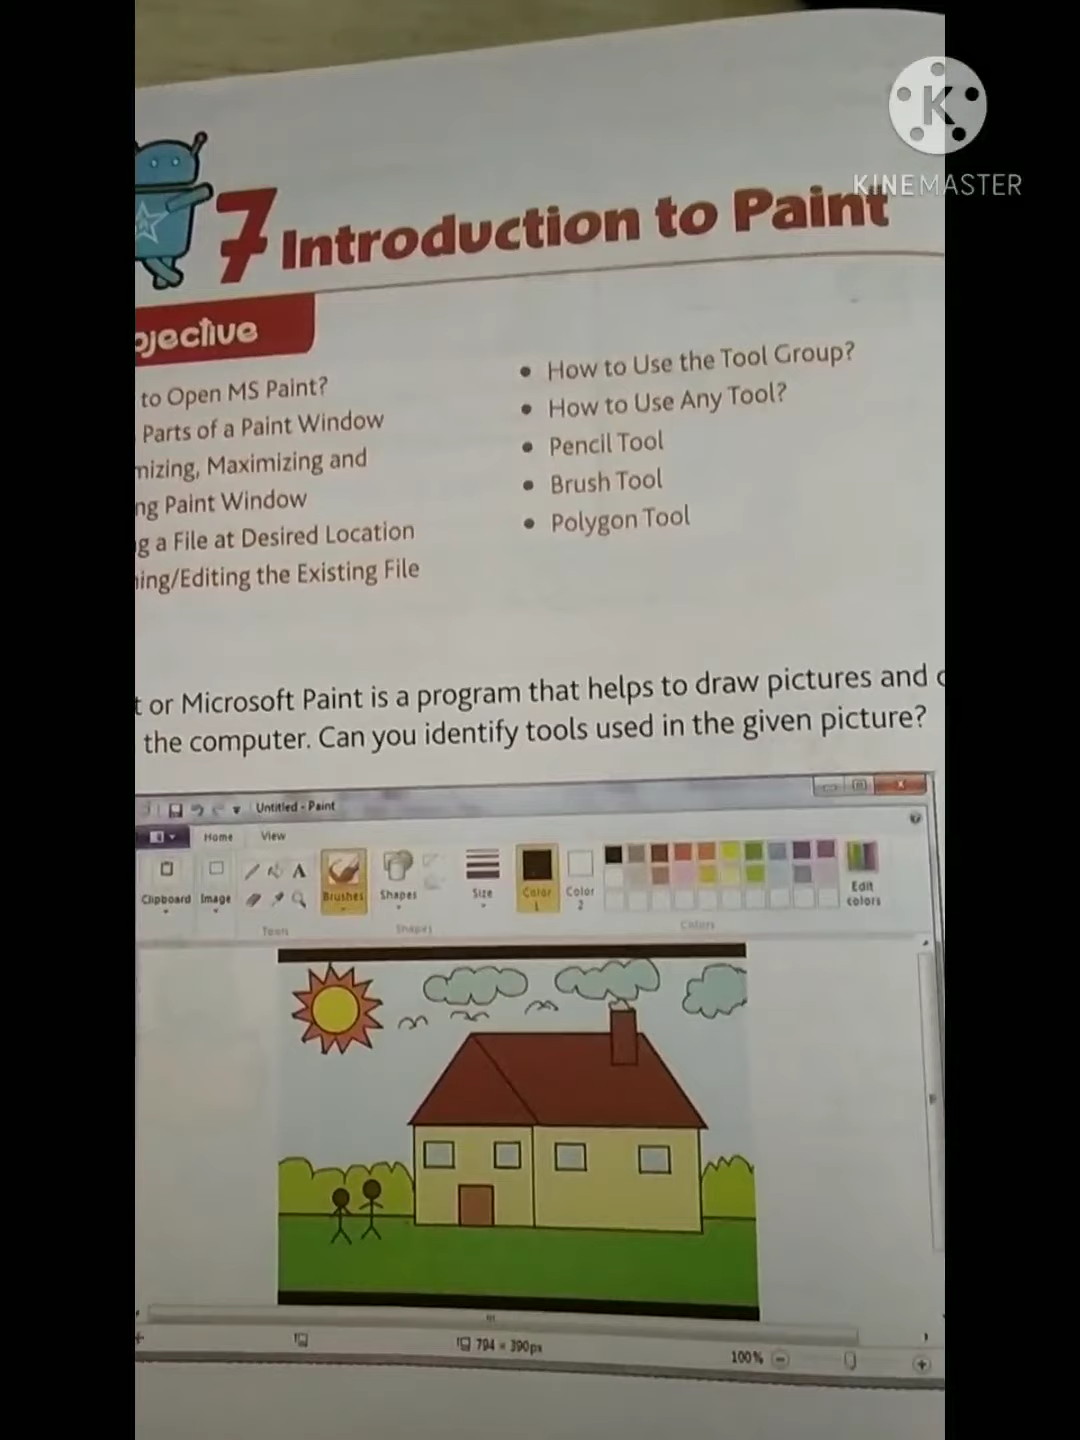 KINEMASTER
7 Introduction to Paint
bjective
to Open MS Paint?
Parts of a Paint Window
mizing, Maximizing and
ng Paint Window
g a File at Desired Location
ing/Editing the Existing File
• How to Use the Tool Group?
• How to Use Any Tool?
• Pencil Tool
• Brush Tool
• Polygon Tool
t or Microsoft Paint is a program that helps to draw pictures and
the computer. Can you identify tools used in the given picture?
Untitled - Paint
Home View
Clipboard Image A Brushes Shapes Size Color 1 Color 2 Edit colors
Tools Shapes Colors
794 × 390px 100%